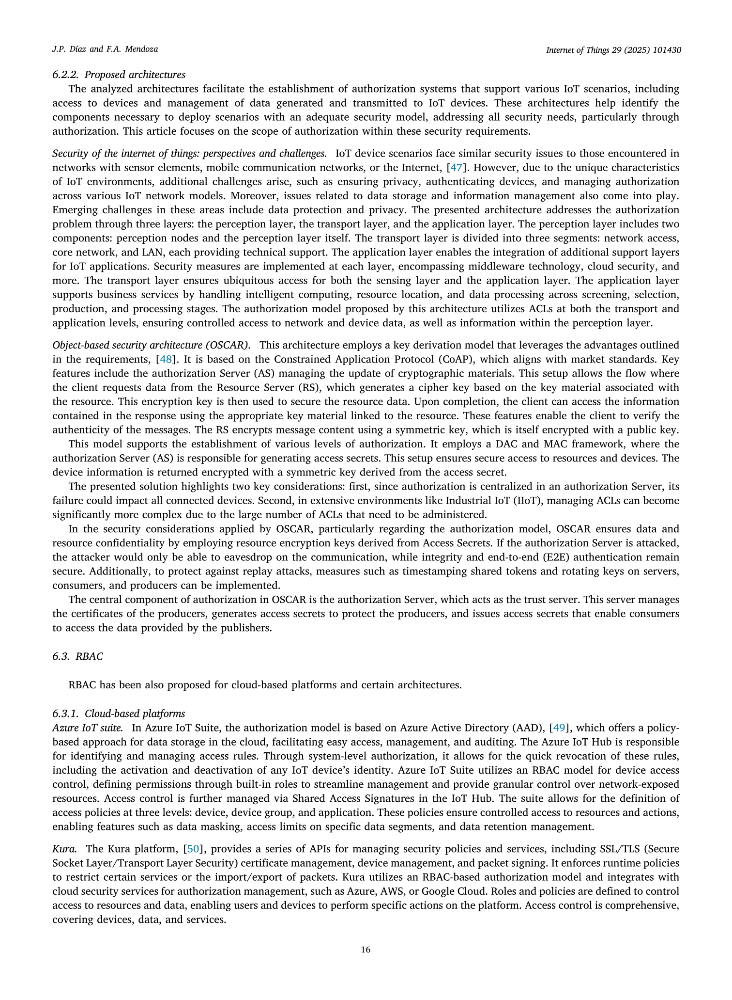 J.P. Díaz and F.A. Mendoza
Internet of Things 29 (2025) 101430
6.2.2. Proposed architectures
The analyzed architectures facilitate the establishment of authorization systems that support various IoT scenarios, including
access to devices and management of data generated and transmitted to IoT devices. These architectures help identify the
components necessary to deploy scenarios with an adequate security model, addressing all security needs, particularly through
authorization. This article focuses on the scope of authorization within these security requirements.
Security of the internet of things: perspectives and challenges. IoT device scenarios face similar security issues to those encountered in
networks with sensor elements, mobile communication networks, or the Internet, [47]. However, due to the unique characteristics
of IoT environments, additional challenges arise, such as ensuring privacy, authenticating devices, and managing authorization
across various IoT network models. Moreover, issues related to data storage and information management also come into play.
Emerging challenges in these areas include data protection and privacy. The presented architecture addresses the authorization
problem through three layers: the perception layer, the transport layer, and the application layer. The perception layer includes two
components: perception nodes and the perception layer itself. The transport layer is divided into three segments: network access,
core network, and LAN, each providing technical support. The application layer enables the integration of additional support layers
for IoT applications. Security measures are implemented at each layer, encompassing middleware technology, cloud security, and
more. The transport layer ensures ubiquitous access for both the sensing layer and the application layer. The application layer
supports business services by handling intelligent computing, resource location, and data processing across screening, selection,
production, and processing stages. The authorization model proposed by this architecture utilizes ACLs at both the transport and
application levels, ensuring controlled access to network and device data, as well as information within the perception layer.
Object-based security architecture (OSCAR). This architecture employs a key derivation model that leverages the advantages outlined
in the requirements, [48]. It is based on the Constrained Application Protocol (CoAP), which aligns with market standards. Key
features include the authorization Server (AS) managing the update of cryptographic materials. This setup allows the flow where
the client requests data from the Resource Server (RS), which generates a cipher key based on the key material associated with
the resource. This encryption key is then used to secure the resource data. Upon completion, the client can access the information
contained in the response using the appropriate key material linked to the resource. These features enable the client to verify the
authenticity of the messages. The RS encrypts message content using a symmetric key, which is itself encrypted with a public key.
This model supports the establishment of various levels of authorization. It employs a DAC and MAC framework, where the
authorization Server (AS) is responsible for generating access secrets. This setup ensures secure access to resources and devices. The
device information is returned encrypted with a symmetric key derived from the access secret.
The presented solution highlights two key considerations: first, since authorization is centralized in an authorization Server, its
failure could impact all connected devices. Second, in extensive environments like Industrial IoT (IIoT), managing ACLs can become
significantly more complex due to the large number of ACLs that need to be administered.
In the security considerations applied by OSCAR, particularly regarding the authorization model, OSCAR ensures data and
resource confidentiality by employing resource encryption keys derived from Access Secrets. If the authorization Server is attacked,
the attacker would only be able to eavesdrop on the communication, while integrity and end-to-end (E2E) authentication remain
secure. Additionally, to protect against replay attacks, measures such as timestamping shared tokens and rotating keys on servers,
consumers, and producers can be implemented.
The central component of authorization in OSCAR is the authorization Server, which acts as the trust server. This server manages
the certificates of the producers, generates access secrets to protect the producers, and issues access secrets that enable consumers
to access the data provided by the publishers.
6.3. RBAC
RBAC has been also proposed for cloud-based platforms and certain architectures.
6.3.1. Cloud-based platforms
Azure IoT suite. In Azure IoT Suite, the authorization model is based on Azure Active Directory (AAD), [49], which offers a policy-
based approach for data storage in the cloud, facilitating easy access, management, and auditing. The Azure IoT Hub is responsible
for identifying and managing access rules. Through system-level authorization, it allows for the quick revocation of these rules,
including the activation and deactivation of any IoT device's identity. Azure IoT Suite utilizes an RBAC model for device access
control, defining permissions through built-in roles to streamline management and provide granular control over network-exposed
resources. Access control is further managed via Shared Access Signatures in the IoT Hub. The suite allows for the definition of
access policies at three levels: device, device group, and application. These policies ensure controlled access to resources and actions,
enabling features such as data masking, access limits on specific data segments, and data retention management.
Kura. The Kura platform, [50], provides a series of APIs for managing security policies and services, including SSL/TLS (Secure
Socket Layer/Transport Layer Security) certificate management, device management, and packet signing. It enforces runtime policies
to restrict certain services or the import/export of packets. Kura utilizes an RBAC-based authorization model and integrates with
cloud security services for authorization management, such as Azure, AWS, or Google Cloud. Roles and policies are defined to control
access to resources and data, enabling users and devices to perform specific actions on the platform. Access control is comprehensive,
covering devices, data, and services.
16